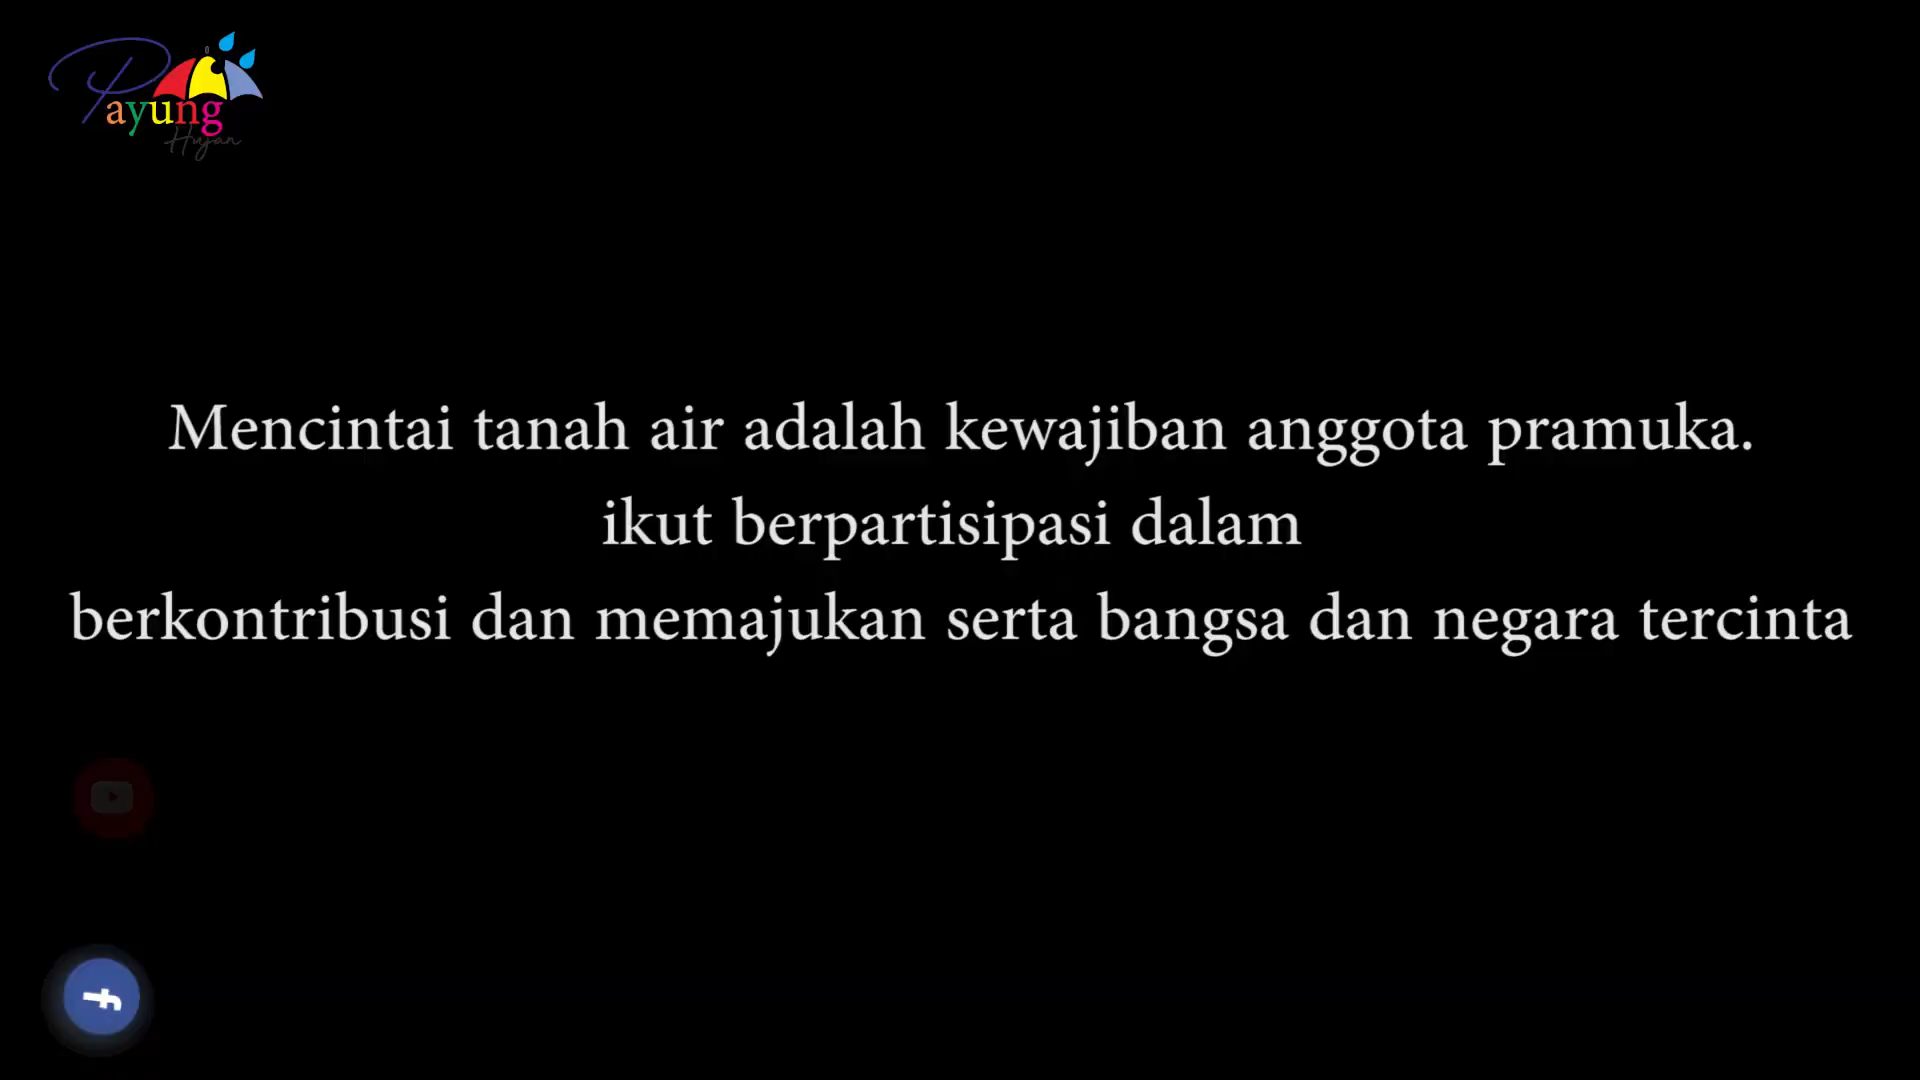 Payung
Hujan
Mencintai tanah air adalah kewajiban anggota pramuka.
ikut berpartisipasi dalam
berkontribusi dan memajukan serta bangsa dan negara tercinta